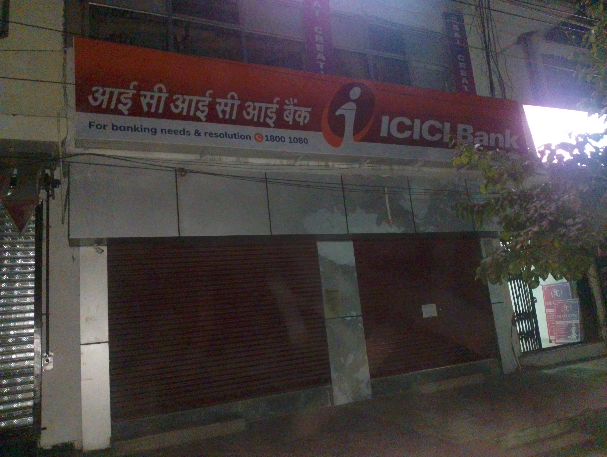 आई सी आई सी आई बैंक
ICICI Bank
For banking needs & resolution 1800 1080